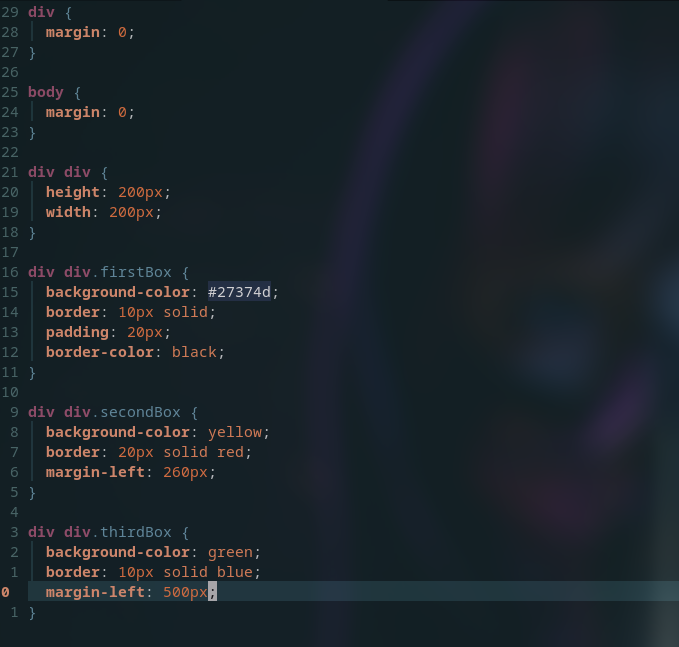 29 div {
28   margin: 0;
27 }
26
25 body {
24   margin: 0;
23 }
22
21 div div {
20   height: 200px;
19   width: 200px;
18 }
17
16 div div.firstBox {
15   background-color: #27374d;
14   border: 10px solid;
13   padding: 20px;
12   border-color: black;
11 }
10
9 div div.secondBox {
8   background-color: yellow;
7   border: 20px solid red;
6   margin-left: 260px;
5 }
4
3 div div.thirdBox {
2   background-color: green;
1   border: 10px solid blue;
0   margin-left: 500px;
1 }